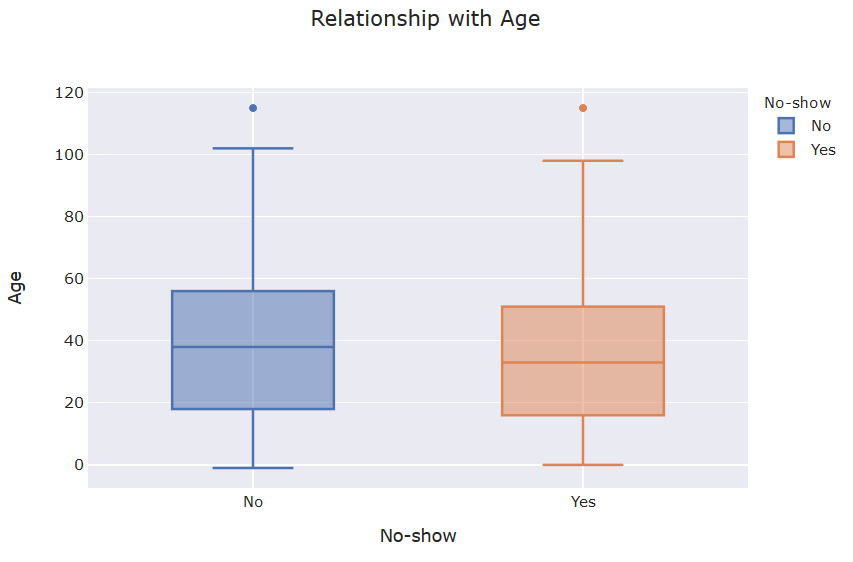 Relationship with Age
120
100
80
60
40
20
0
Age
No
Yes
No-show
No-show
No
Yes